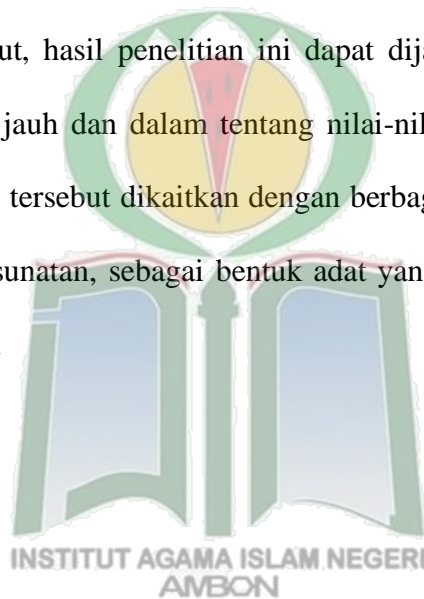 ut, hasil penelitian ini dapat dija
jauh dan dalam tentang nilai-nil
tersebut dikaitkan dengan berbag
sunatan, sebagai bentuk adat yan
INSTITUT AGAMA ISLAM NEGERI
AMBON